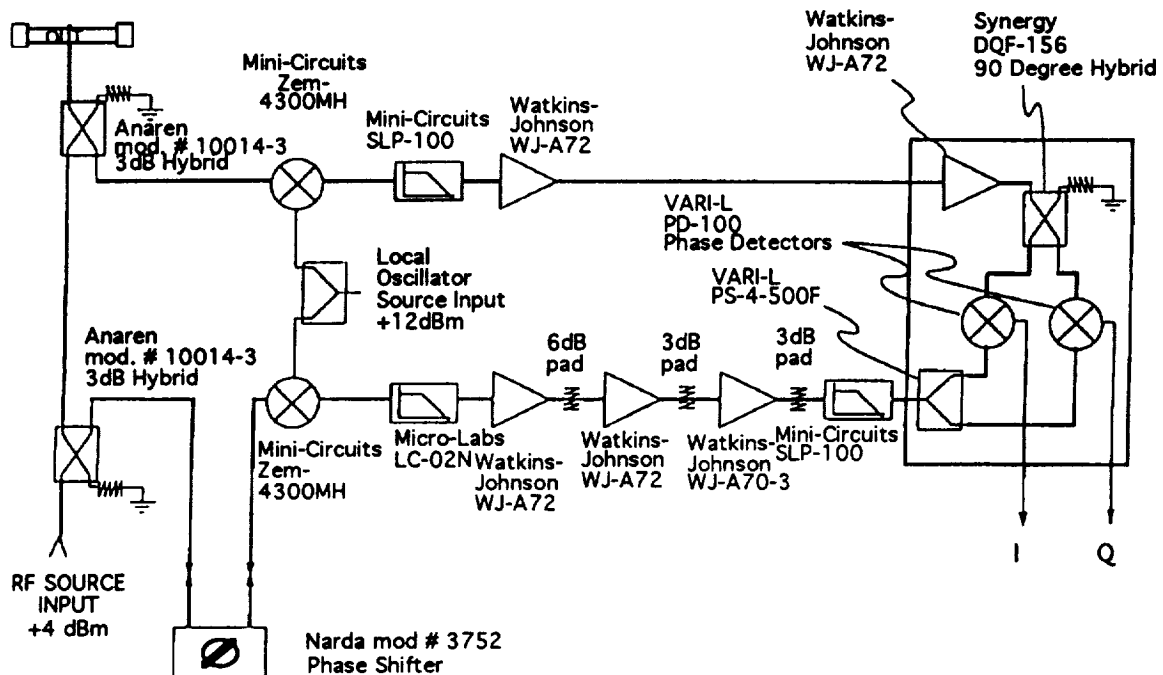 Watkins-
Johnson
WJ-A72
Synergy
DQF-156
90 Degree Hybrid
Mini-Circuits
Zem-
4300MH
Mini-Circuits
SLP-100
Watkins-
Johnson
WJ-A72
Anaren
mod. # 10014-3
3dB Hybrid
VARI-L
PD-100
Phase Detectors
Local
Oscillator
Source Input
+12dBm
VARI-L
PS-4-500F
Anaren
mod. # 10014-3
3dB Hybrid
6dB
pad
3dB
pad
3dB
pad
Mini-Circuits
Zem-
4300MH
Micro-Labs
LC-02N
Watkins-
Johnson
WJ-A72
Watkins-
Johnson
WJ-A72
Watkins-
Johnson
WJ-A70-3
Mini-Circuits
SLP-100
I
Q
RF SOURCE
INPUT
+4 dBm
Narda mod # 3752
Phase Shifter